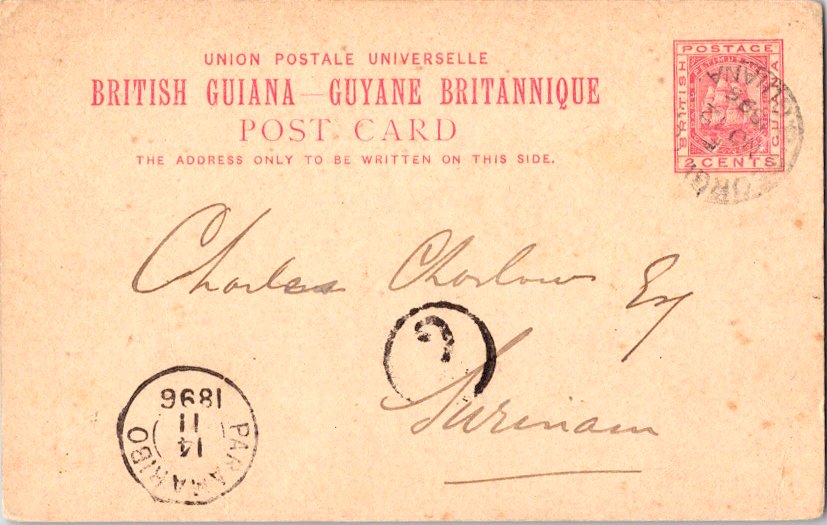 UNION POSTALE UNIVERSELLE
BRITISH GUIANA — GUYANE BRITANNIQUE
POST CARD
THE ADDRESS ONLY TO BE WRITTEN ON THIS SIDE.
POSTAGE
BRITISH
GUIANA
2 CENTS
Charles Esq
Surinam
PARAMARIBO
14
11
1896